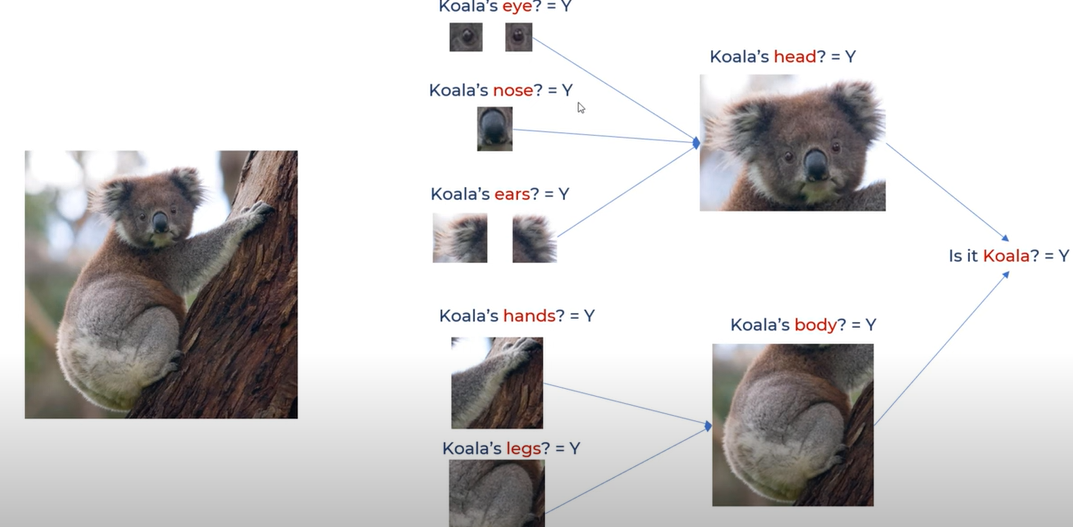 Koala's eye? = Y
Koala's nose? = Y
Koala's ears? = Y
Koala's hands? = Y
Koala's legs? = Y
Koala's head? = Y
Koala's body? = Y
Is it Koala? = Y